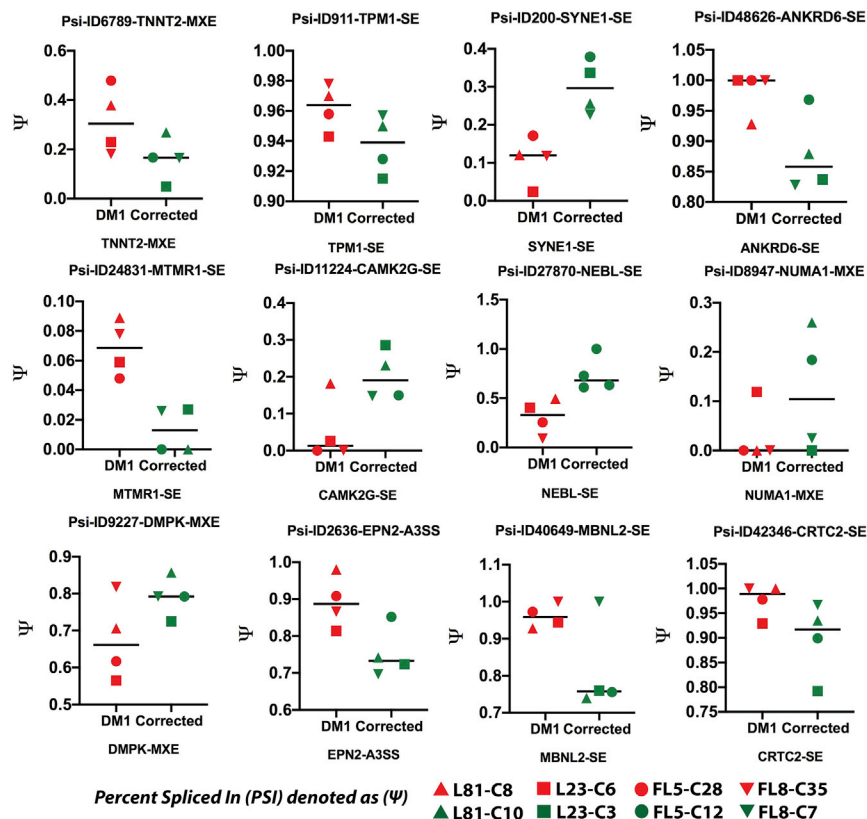 Psi-ID6789-TNNT2-MXE
Psi-ID911-TPM1-SE
Psi-ID200-SYNE1-SE
Psi-ID48626-ANKRD6-SE
Ψ
0.6
0.4
0.2
0.0
DM1 Corrected
TNNT2-MXE
Ψ
1.00
0.98
0.96
0.94
0.92
0.90
DM1 Corrected
TPM1-SE
Ψ
0.4
0.3
0.2
0.1
0.0
DM1 Corrected
SYNE1-SE
Ψ
1.05
1.00
0.95
0.90
0.85
0.80
DM1 Corrected
ANKRD6-SE
Psi-ID24831-MTMR1-SE
Psi-ID11224-CAMK2G-SE
Psi-ID27870-NEBL-SE
Psi-ID8947-NUMA1-MXE
Ψ
0.10
0.08
0.06
0.04
0.02
0.00
DM1 Corrected
MTMR1-SE
Ψ
0.4
0.3
0.2
0.1
0.0
DM1 Corrected
CAMK2G-SE
Ψ
1.5
1.0
0.5
0.0
DM1 Corrected
NEBL-SE
Ψ
0.3
0.2
0.1
0.0
DM1 Corrected
NUMA1-MXE
Psi-ID9227-DMPK-MXE
Psi-ID2636-EPN2-A3SS
Psi-ID40649-MBNL2-SE
Psi-ID42346-CRTC2-SE
Ψ
0.9
0.8
0.7
0.6
0.5
DM1 Corrected
DMPK-MXE
Ψ
1.0
0.9
0.8
0.7
0.6
DM1 Corrected
EPN2-A3SS
Ψ
1.1
1.0
0.9
0.8
0.7
DM1 Corrected
MBNL2-SE
Ψ
1.05
1.00
0.95
0.90
0.85
0.80
0.75
DM1 Corrected
CRTC2-SE
Percent Spliced In (PSI) denoted as (Ψ)
L81-C8 L23-C6 FL5-C28 FL8-C35
L81-C10 L23-C3 FL5-C12 FL8-C7